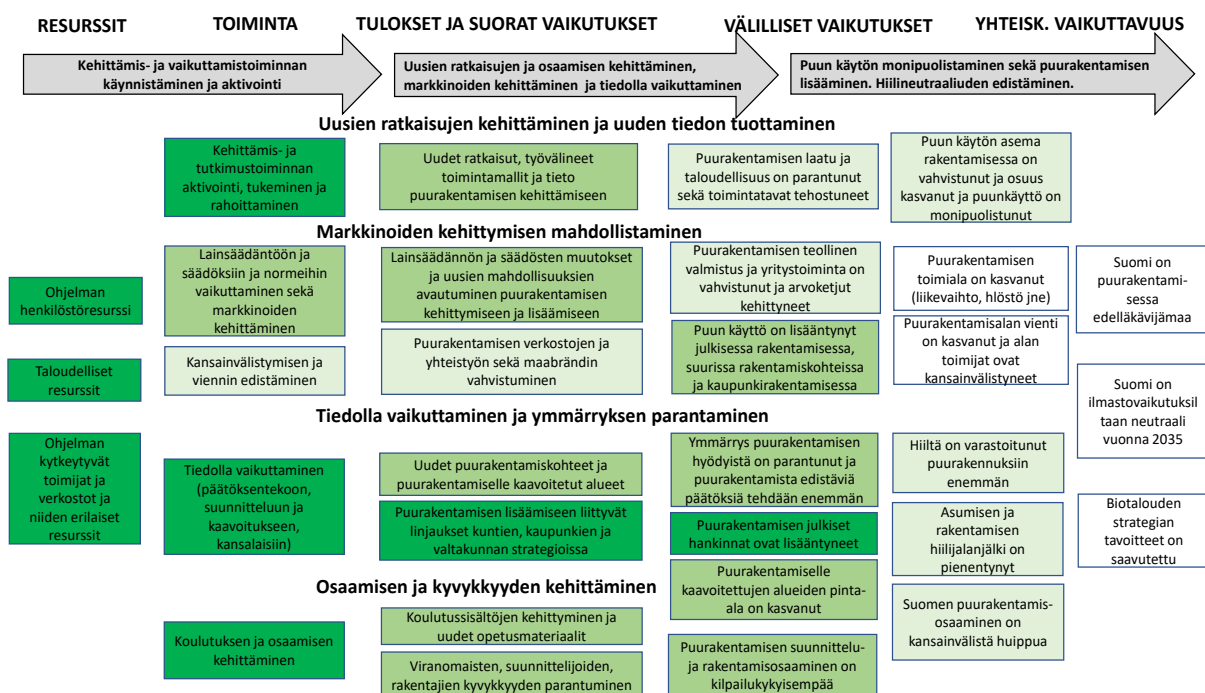 RESURSSIT
TOIMINTA
TULOKSET JA SUORAT VAIKUTUKSET
VÄLILLISET VAIKUTUKSET
YHTEISK. VAIKUTTAVUUS
Kehittämis- ja vaikuttamistoiminnan
käynnistäminen ja aktivointi
Uusien ratkaisujen ja osaamisen kehittäminen,
markkinoiden kehittäminen ja tiedolla vaikuttaminen
Puun käytön monipuolistaminen sekä puurakentamisen
lisääminen. Hiilineutraaliuden edistäminen.
Uusien ratkaisujen kehittäminen ja uuden tiedon tuottaminen
Kehittämis- ja
tutkimustoiminnan
aktivointi, tukeminen ja
rahoittaminen
Uudet ratkaisut, työvälineet
toimintamallit ja tieto
puurakentamisen kehittämiseen
Puurakentamisen laatu ja
taloudellisuus on parantunut
sekä toimintatavat tehostuneet
Puun käytön asema
rakentamisessa on
vahvistunut ja osuus
kasvanut ja puunkäyttö on
monipuolistunut
Markkinoiden kehittymisen mahdollistaminen
Ohjelman
henkilöstöresurssi
Taloudelliset
resurssit
Ohjelman
kytkeytyvät
toimijat ja
verkostot ja
niiden erilaiset
resurssit
Lainsäädäntöön ja
säädöksiin ja normeihin
vaikuttaminen sekä
markkinoiden
kehittäminen
Kansainvälistymisen ja
viennin edistäminen
Lainsäädännön ja säädösten muutokset
ja uusien mahdollisuuksien
avautuminen puurakentamisen
kehittymiseen ja lisäämiseen
Puurakentamisen verkostojen ja
yhteistyön sekä maabrändin
vahvistuminen
Puurakentamisen teollinen
valmistus ja yritystoiminta on
vahvistunut ja arvoketjut
kehittyneet
Puun käyttö on lisääntynyt
julkisessa rakentamisessa,
suurissa rakentamiskohteissa
ja kaupunkirakentamisessa
Puurakentamisen
toimiala on kasvanut
(liikevaihto, hlöstö jne)
Puurakentamisalan vienti
on kasvanut ja alan
toimijat ovat
kansainvälistyneet
Suomi on
puurakentami-
sessa
edelläkävijämaa
Suomi on
ilmastovaikutuksil
taan neutraali
vuonna 2035
Biotalouden
strategian
tavoitteet on
saavutettu
Tiedolla vaikuttaminen ja ymmärryksen parantaminen
Tiedolla vaikuttaminen
(päätöksentekoon,
suunnitteluun ja
kaavoitukseen,
kansalaisiin)
Uudet puurakentamiskohteet ja
puurakentamiselle kaavoitetut alueet
Puurakentamisen lisäämiseen liittyvät
linjaukset kuntien, kaupunkien ja
valtakunnan strategioissa
Ymmärrys puurakentamisen
hyödyistä on parantunut ja
puurakentamista edistäviä
päätöksiä tehdään enemmän
Puurakentamisen julkiset
hankinnat ovat lisääntyneet
Puurakentamiselle
kaavoitettujen alueiden pinta-
ala on kasvanut
Hiiltä on varastoitunut
puurakennuksiin
enemmän
Asumisen ja
rakentamisen
hiilijalanjälki on
pienentynyt
Osaamisen ja kyvykkyyden kehittäminen
Koulutuksen ja osaamisen
kehittäminen
Koulutussisältöjen kehittyminen ja
uudet opetusmateriaalit
Viranomaisten, suunnittelijoiden,
rakentajien kyvykkyyden parantuminen
Puurakentamisen suunnittelu-
ja rakentamisosaaminen on
kilpailukykyisempää
Suomen puurakentamis-
osaaminen on
kansainvälistä huippua